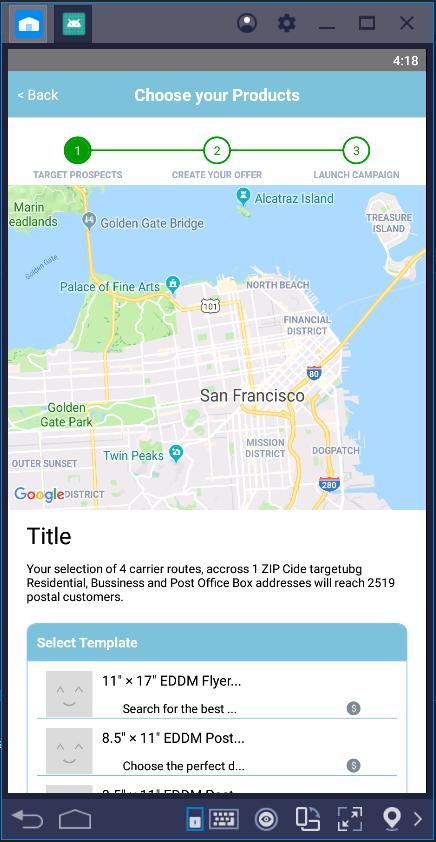 4:18
< Back
Choose your Products
1
2
3
TARGET PROSPECTS
CREATE YOUR OFFER
LAUNCH CAMPAIGN
Alcatraz Island
Marin
eadlands
TREASURE
ISLAND
Golden Gate Bridge
Golden Gate
Palace of Fine Arts
NORTH BEACH
101
FINANCIAL
DISTRICT
80
San Francisco
Golden
Gate Park
MISSION
DISTRICT
DOGPATCH
Twin Peaks
OUTER SUNSET
280
Google
DISTRICT
Title
Your selection of 4 carrier routes, accross 1 ZIP Cide targetubg
Residential, Bussiness and Post Office Box addresses will reach 2519
postal customers.
Select Template
11" × 17" EDDM Flyer...
Search for the best ...
$
8.5" × 11" EDDM Post...
Choose the perfect d...
$